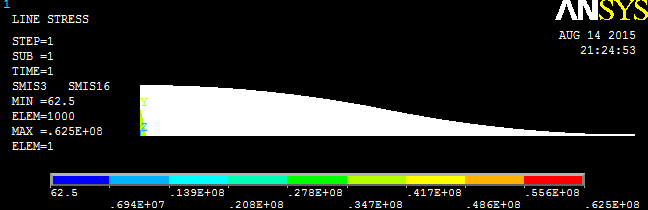 1
ANSYS
LINE STRESS
AUG 14 2015
21:24:53
STEP=1
SUB =1
TIME=1
SMIS3 SMIS16
MIN =62.5
ELEM=1000
MAX =.625E+08
ELEM=1
Y
Z
62.5 .139E+08 .278E+08 .417E+08 .556E+08
.694E+07 .208E+08 .347E+08 .486E+08 .625E+08